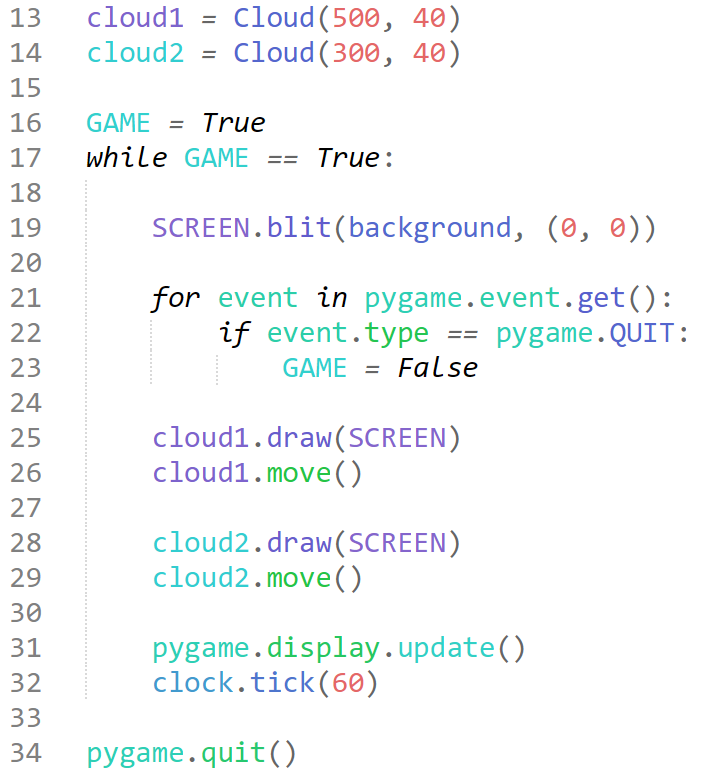 13 cloud1 = Cloud(500, 40)
14 cloud2 = Cloud(300, 40)
15
16 GAME = True
17 while GAME == True:
18
19     SCREEN.blit(background, (0, 0))
20
21     for event in pygame.event.get():
22         if event.type == pygame.QUIT:
23             GAME = False
24
25     cloud1.draw(SCREEN)
26     cloud1.move()
27
28     cloud2.draw(SCREEN)
29     cloud2.move()
30
31     pygame.display.update()
32     clock.tick(60)
33
34 pygame.quit()